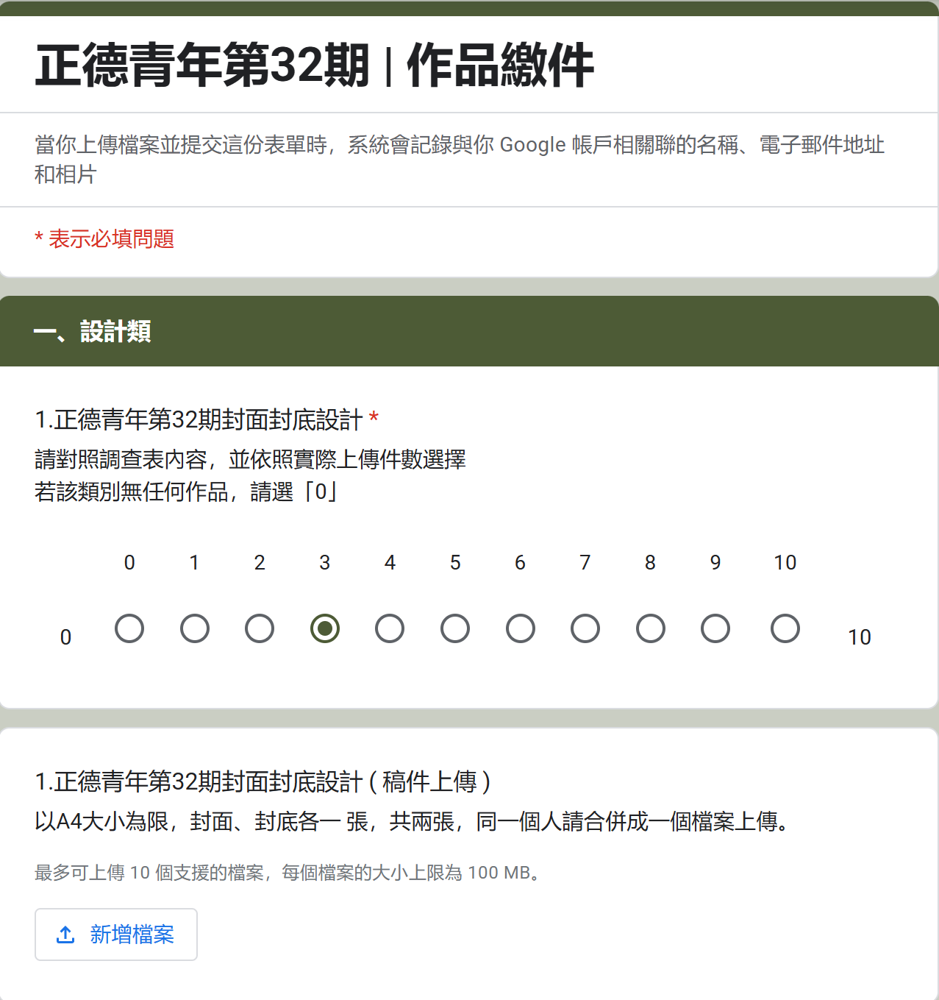 正德青年第32期 | 作品繳件
當你上傳檔案並提交這份表單時，系統會記錄與你 Google 帳戶相關聯的名稱、電子郵件地址
和相片
* 表示必填問題
一、設計類
1.正德青年第32期封面封底設計 *
請對照調查表內容，並依照實際上傳件數選擇
若該類別無任何作品，請選「0」
0 1 2 3 4 5 6 7 8 9 10
0 10
1.正德青年第32期封面封底設計 ( 稿件上傳 )
以A4大小為限，封面、封底各一 張，共兩張，同一個人請合併成一個檔案上傳。
最多可上傳 10 個支援的檔案，每個檔案的大小上限為 100 MB。
新增檔案